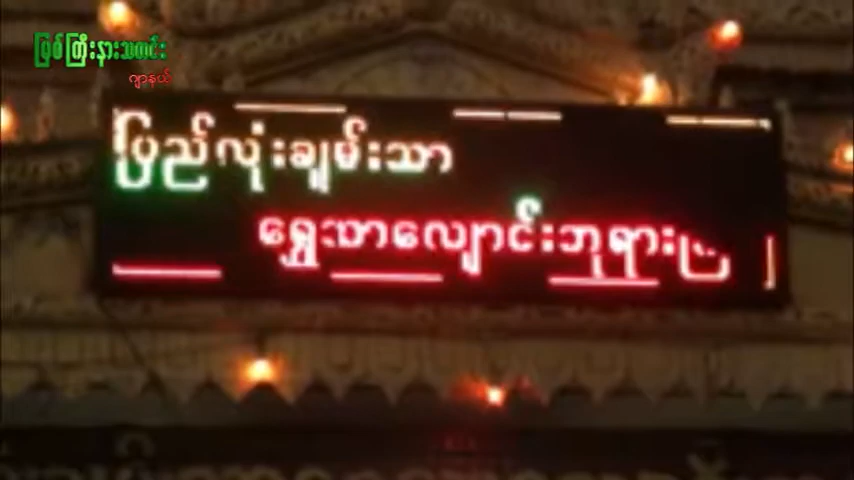 မြစ်ကြီးနားသတင်း
ဂျာနယ်
ပြည်လုံးချမ်းသာ
ရွှေသာလျောင်းဘုရား